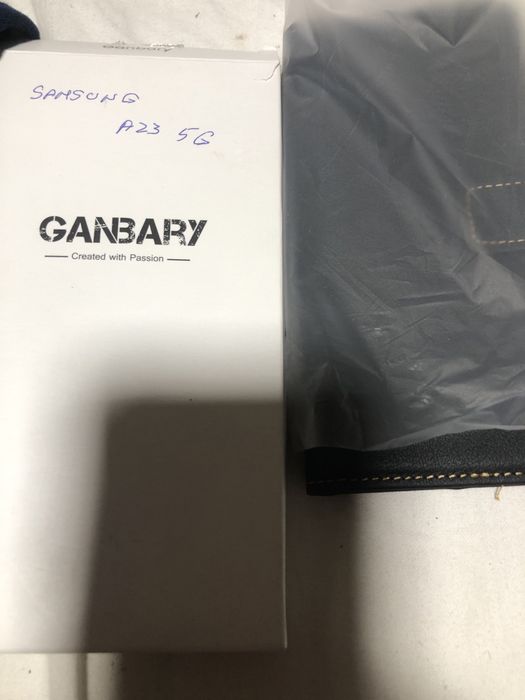 SAMSUNG
A23 5G
GANBARY
Created with Passion